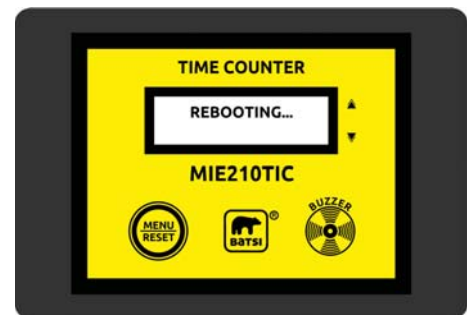 TIME COUNTER
REBOOTING...
MIE210TIC
MENU
RESET
BATSI ®
BUZZER